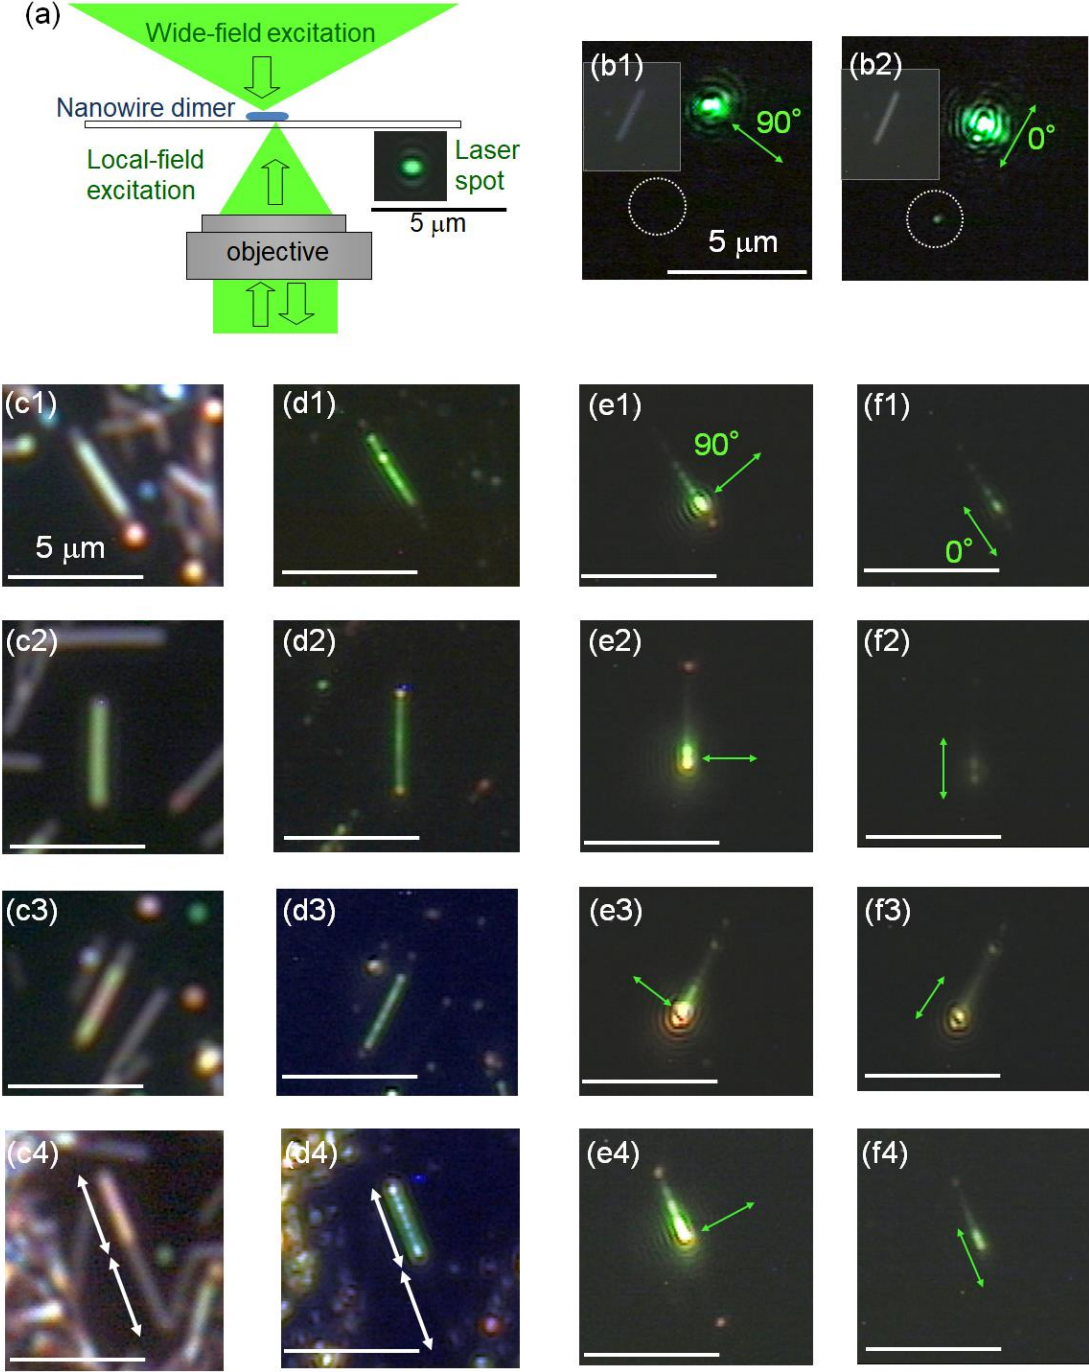 (a)
Wide-field excitation
Nanowire dimer
Local-field
excitation
Laser
spot
5 μm
objective
(b1)
90°
5 μm
(b2)
0°
(c1)
5 μm
(d1)
(e1)
90°
(f1)
0°
(c2)
(d2)
(e2)
(f2)
(c3)
(d3)
(e3)
(f3)
(c4)
(d4)
(e4)
(f4)